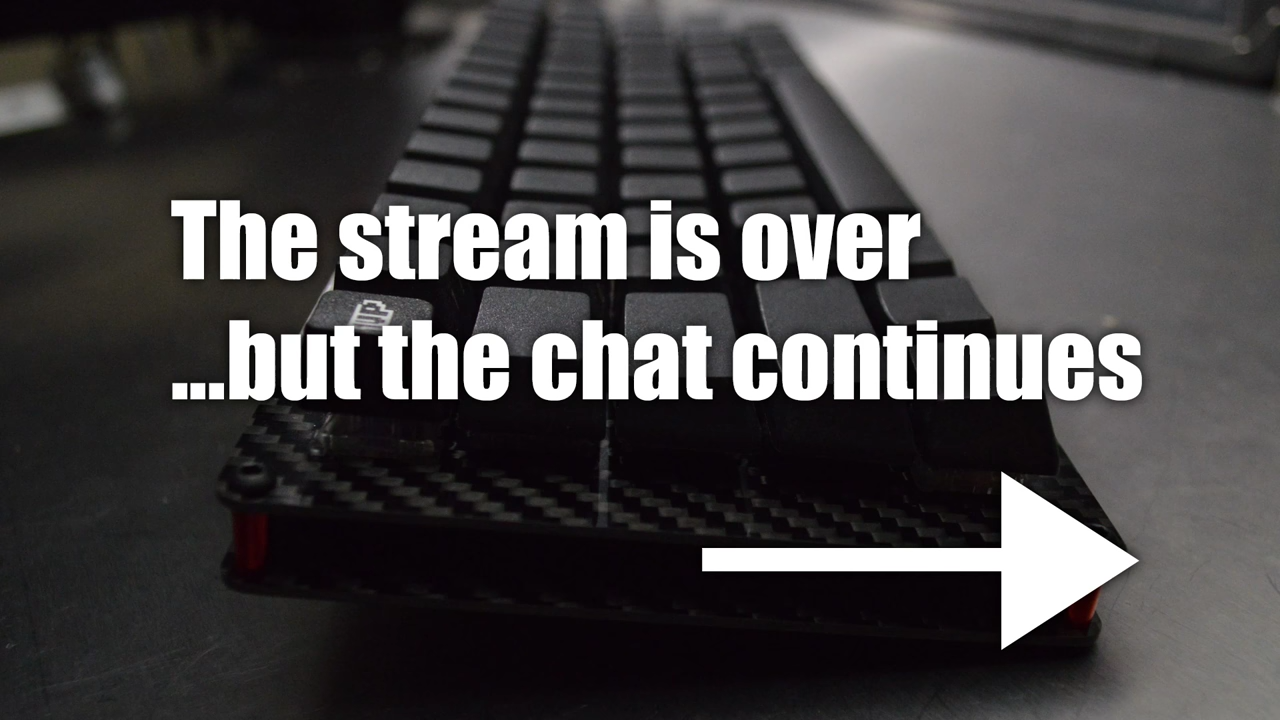 The stream is over
...but the chat continues